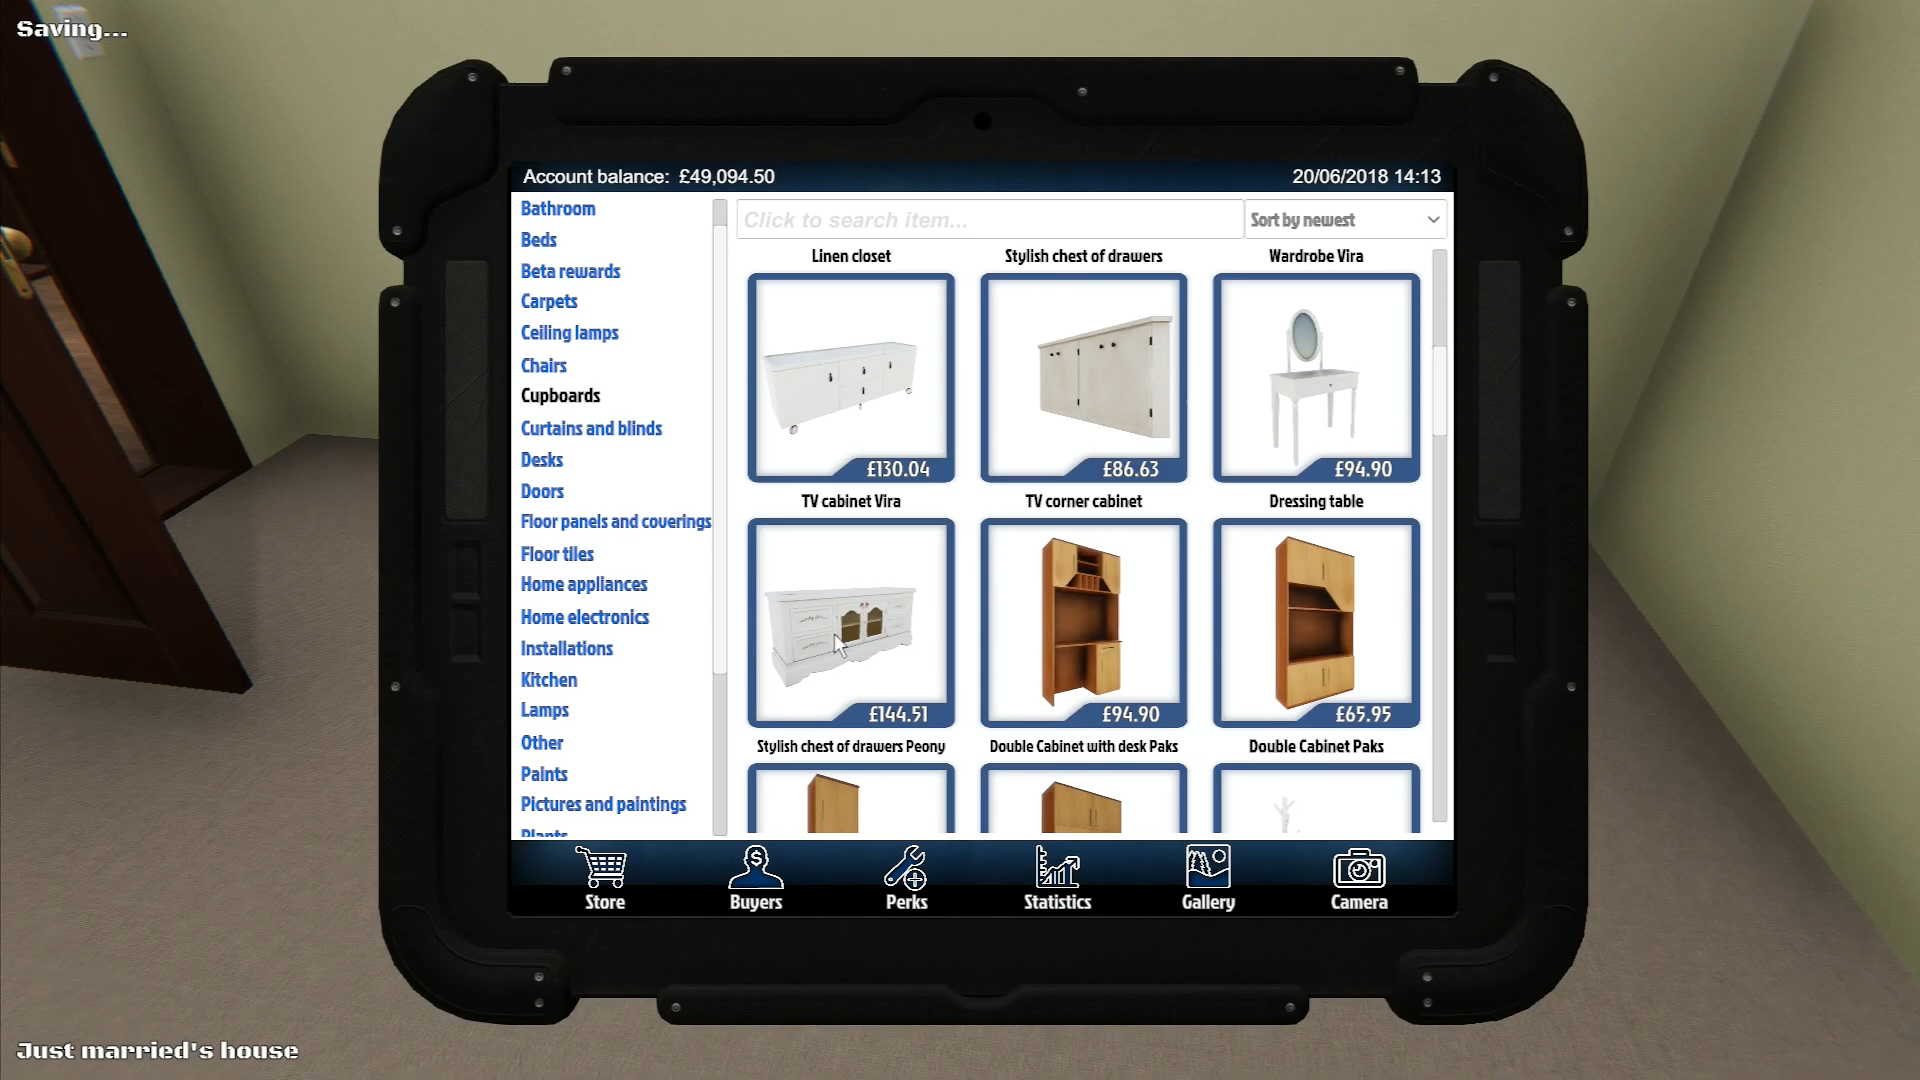 Saving...
Account balance: £49,094.50
20/06/2018 14:13
Bathroom
Beds
Beta rewards
Carpets
Ceiling lamps
Chairs
Cupboards
Curtains and blinds
Desks
Doors
Floor panels and coverings
Floor tiles
Home appliances
Home electronics
Installations
Kitchen
Lamps
Other
Paints
Pictures and paintings
Plants
Click to search item...
Sort by newest
Linen closet
Stylish chest of drawers
Wardrobe Vira
£130.04
£86.63
£94.90
TV cabinet Vira
TV corner cabinet
Dressing table
£144.51
£94.90
£65.95
Stylish chest of drawers Peony
Double Cabinet with desk Paks
Double Cabinet Paks
Store
Buyers
Perks
Statistics
Gallery
Camera
Just married's house